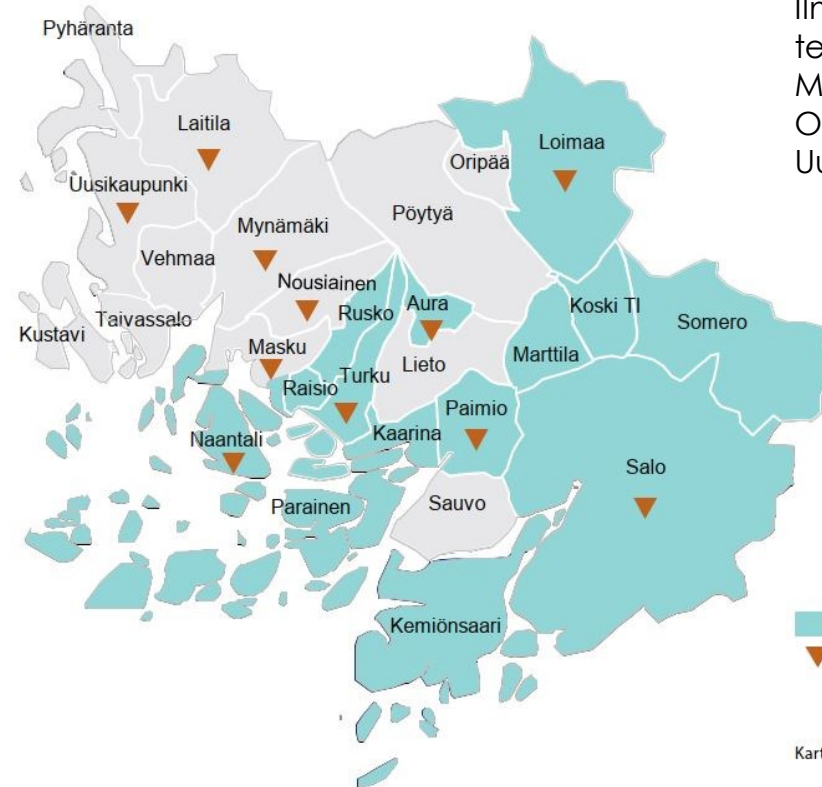 Pyhäranta
Laitila
Loimaa
Oripää
Uusikaupunki
Pöytyä
Mynämäki
Vehmaa
Nousiainen
Koski Tl
Rusko
Aura
Taivassalo
Somero
Kustavi
Masku
Marttila
Lieto
Turku
Raisio
Paimio
Kaarina
Naantali
Salo
Sauvo
Parainen
Kemiönsaari